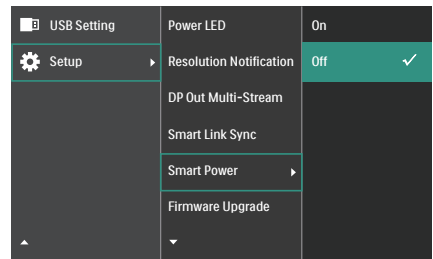 USB Setting
Setup
Power LED
Resolution Notification
DP Out Multi-Stream
Smart Link Sync
Smart Power
Firmware Upgrade
On
Off